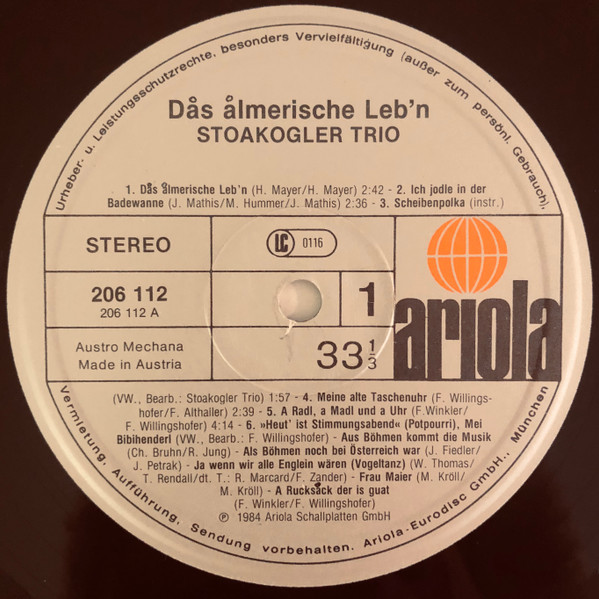 Urheber- u. Leistungsschutzrechte, besonders Vervielfältigung (außer zum persönl. Gebrauch),
Dås ålmerische Leb'n
STOAKOGLER TRIO
1. Dås ålmerische Leb'n (H. Mayer/H. Mayer) 2:42 - 2. Ich jodle in der
Badewanne (J. Mathis/M. Hummer/J. Mathis) 2:36 - 3. Scheibenpolka (instr.)
STEREO
LC 0116
206 112
206 112 A
1
ariola
Austro Mechana
Made in Austria
33 1/3
(VW., Bearb.: Stoakogler Trio) 1:57 - 4. Meine alte Taschenuhr (F. Willings-
hofer/F. Althaller) 2:39 - 5. A Radl, a Madl und a Uhr (F.Winkler/
F. Willingshofer) 4:14 - 6. »Heut' ist Stimmungsabend« (Potpourri), Mei
Bibihenderl (VW., Bearb.: F. Willingshofer) - Aus Böhmen kommt die Musik
(Ch. Bruhn/R. Jung) - Als Böhmen noch bei Österreich war (J. Fiedler/
J. Petrak) - Ja wenn wir alle Englein wären (Vogeltanz) (W. Thomas/
T. Rendall/dt. T.: R. Marcard/F. Zander) - Frau Maier (M. Kröll/
M. Kröll) - A Rucksåck der is guat
(F. Winkler/F. Willingshofer)
℗ 1984 Ariola Schallplatten GmbH
Vermietung, Aufführung, Sendung vorbehalten. Ariola-Eurodisc GmbH., München